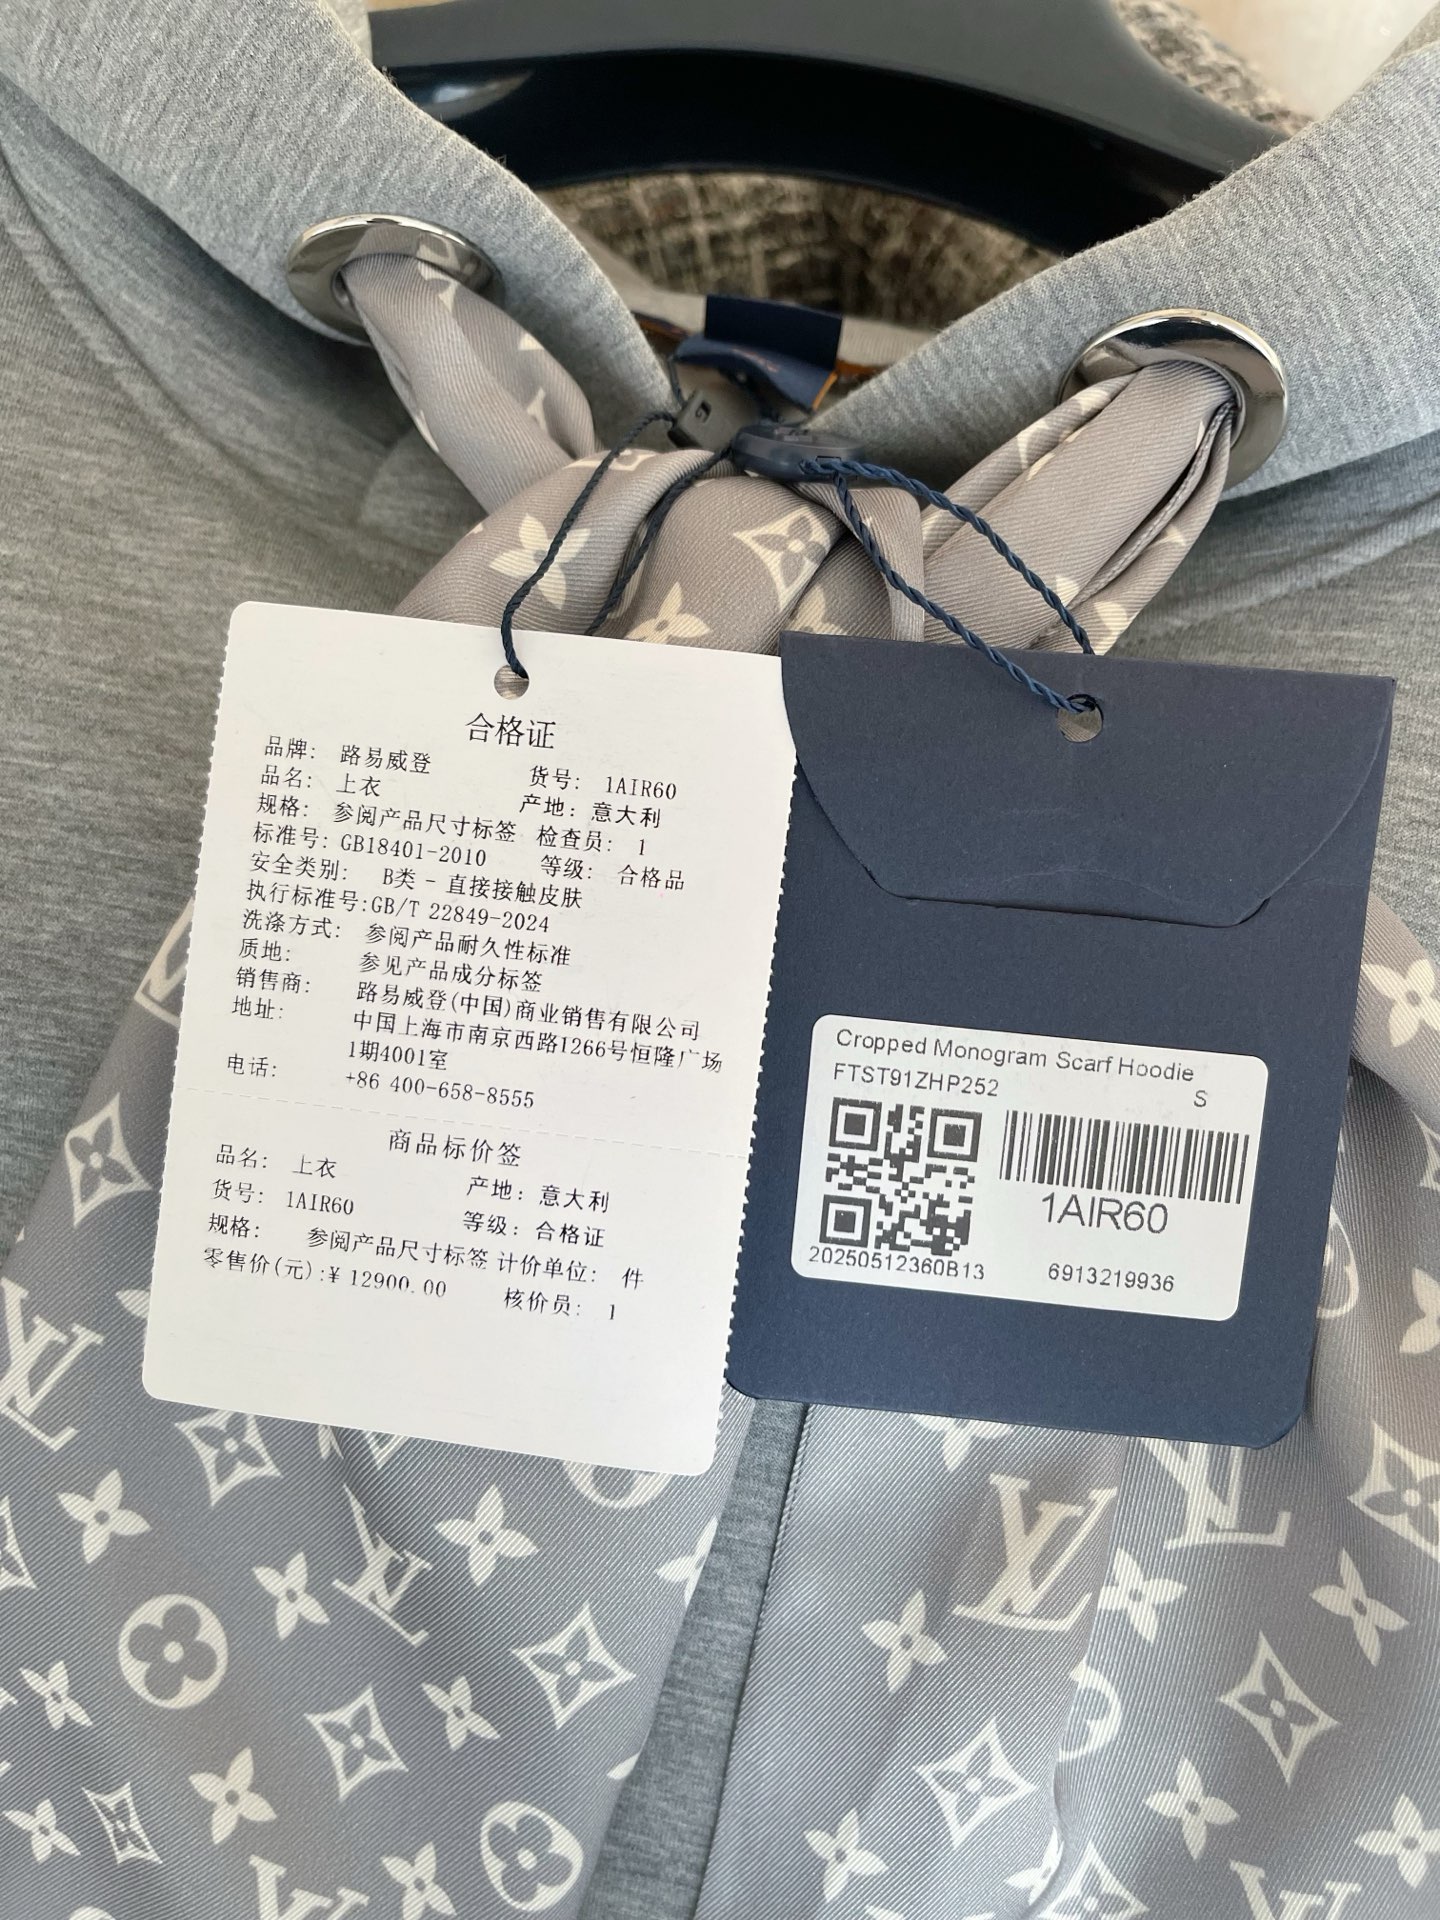 合格证
品牌: 路易威登
品名: 上衣 货号: 1AIR60
规格: 参阅产品尺寸标签 产地: 意大利
标准号: GB18401-2010 检查员: 1
安全类别: B类 - 直接接触皮肤 等级: 合格品
执行标准号:GB/T 22849-2024
洗涤方式: 参阅产品耐久性标准
质地: 参见产品成分标签
销售商: 路易威登(中国)商业销售有限公司
地址: 中国上海市南京西路1266号恒隆广场
1期4001室
电话: +86 400-658-8555
商品标价签
品名: 上衣 产地: 意大利
货号: 1AIR60 等级: 合格证
规格: 参阅产品尺寸标签 计价单位: 件
零售价(元):¥ 12900.00 核价员: 1
Cropped Monogram Scarf Hoodie
FTST91ZHP252 S
1AIR60
20250512360B13 6913219936